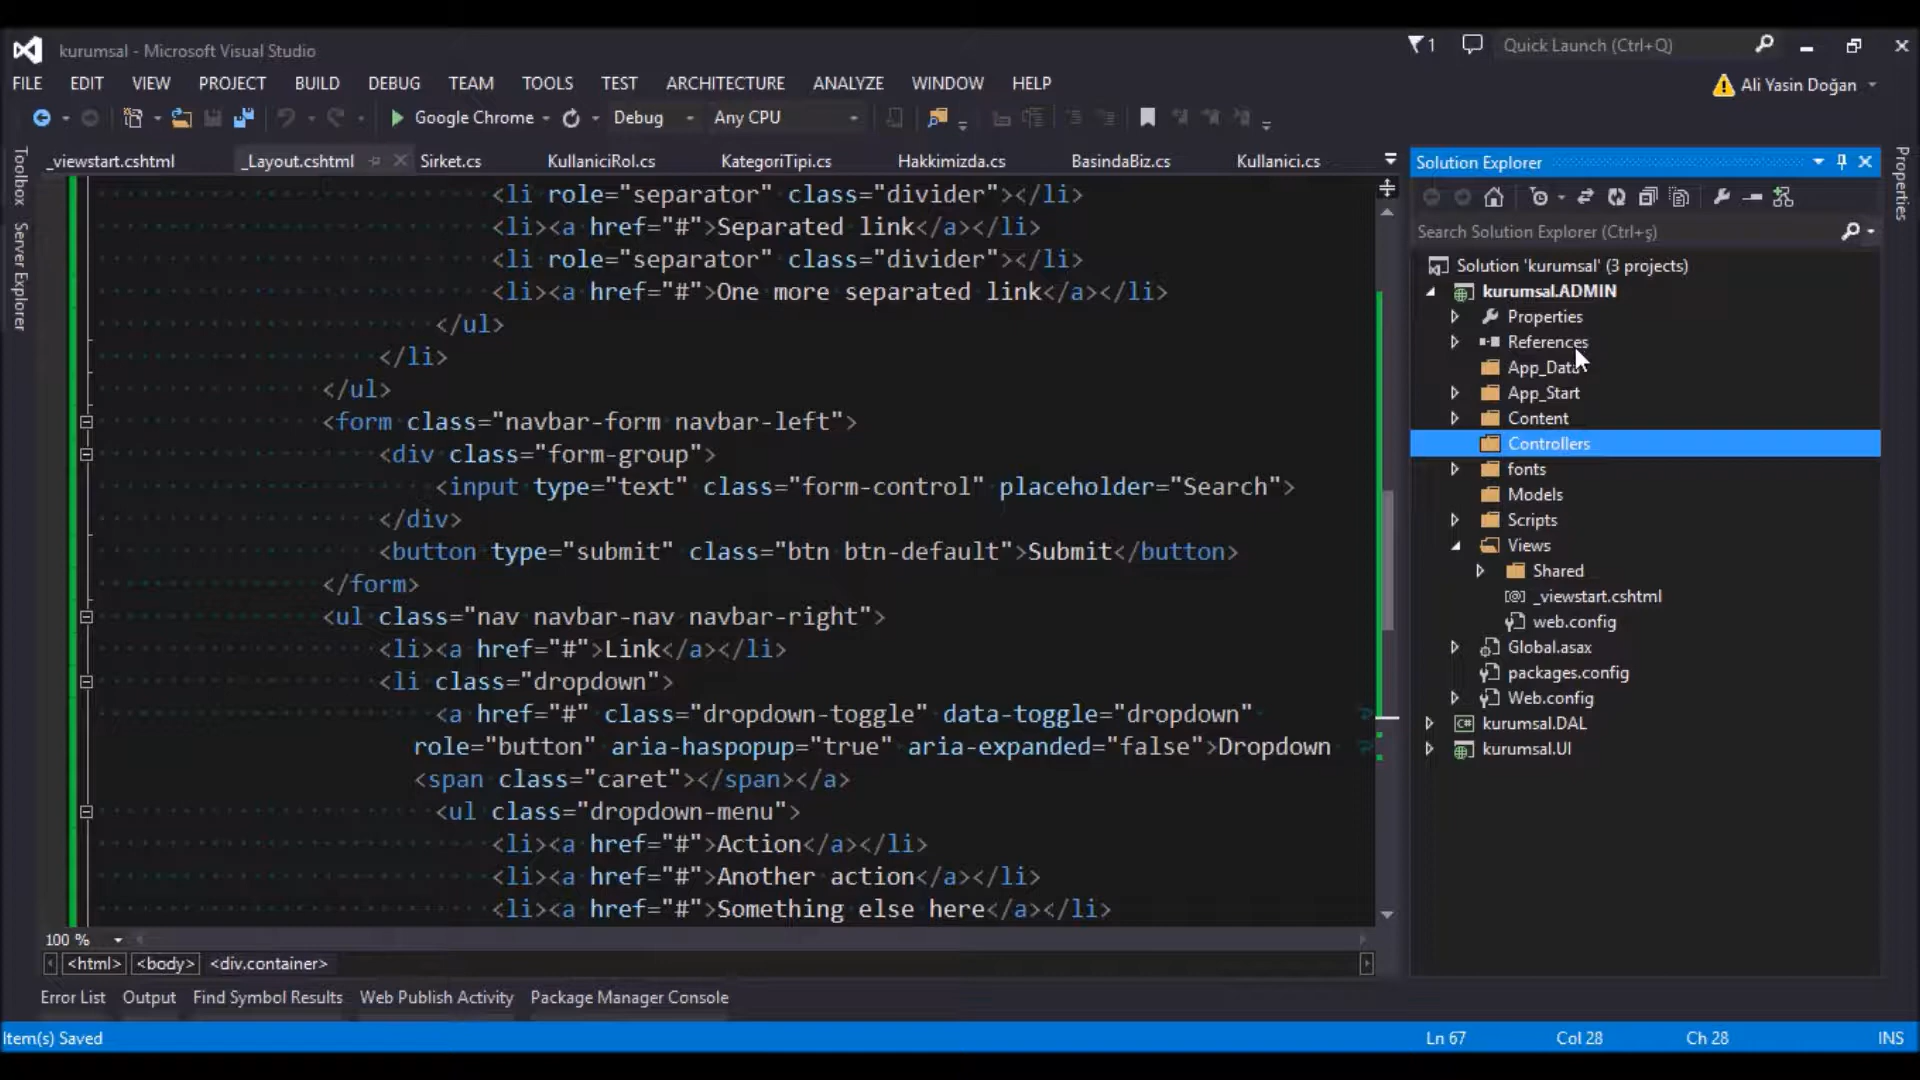 kurumsal - Microsoft Visual Studio
1
Quick Launch (Ctrl+Q)
FILE EDIT VIEW PROJECT BUILD DEBUG TEAM TOOLS TEST ARCHITECTURE ANALYZE WINDOW HELP
Ali Yasin Doğan
Google Chrome Debug Any CPU
Toolbox
Server Explorer
_viewstart.cshtml _Layout.cshtml Sirket.cs KullaniciRol.cs KategoriTipi.cs Hakkimizda.cs BasindaBiz.cs Kullanici.cs
<li role="separator" class="divider"></li>
<li><a href="#">Separated link</a></li>
<li role="separator" class="divider"></li>
<li><a href="#">One more separated link</a></li>
</ul>
</li>
</ul>
<form class="navbar-form navbar-left">
<div class="form-group">
<input type="text" class="form-control" placeholder="Search">
</div>
<button type="submit" class="btn btn-default">Submit</button>
</form>
<ul class="nav navbar-nav navbar-right">
<li><a href="#">Link</a></li>
<li class="dropdown">
<a href="#" class="dropdown-toggle" data-toggle="dropdown"
role="button" aria-haspopup="true" aria-expanded="false">Dropdown
<span class="caret"></span></a>
<ul class="dropdown-menu">
<li><a href="#">Action</a></li>
<li><a href="#">Another action</a></li>
<li><a href="#">Something else here</a></li>
100 %
<html> <body> <div.container>
Solution Explorer
Search Solution Explorer (Ctrl+ş)
Solution 'kurumsal' (3 projects)
kurumsal.ADMIN
Properties
References
App_Data
App_Start
Content
Controllers
fonts
Models
Scripts
Views
Shared
_viewstart.cshtml
web.config
Global.asax
packages.config
Web.config
kurumsal.DAL
kurumsal.UI
Properties
Error List Output Find Symbol Results Web Publish Activity Package Manager Console
Item(s) Saved
Ln 67 Col 28 Ch 28 INS